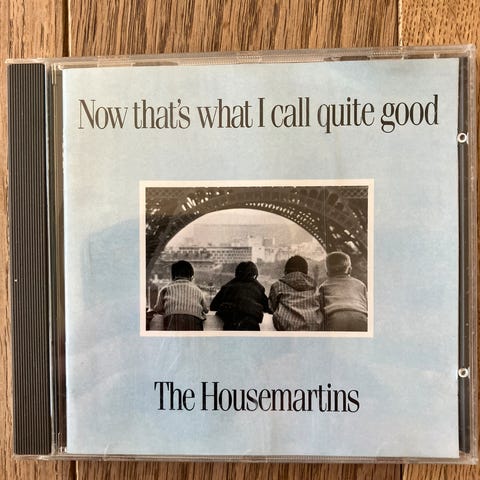 Now that's what I call quite good
The Housemartins